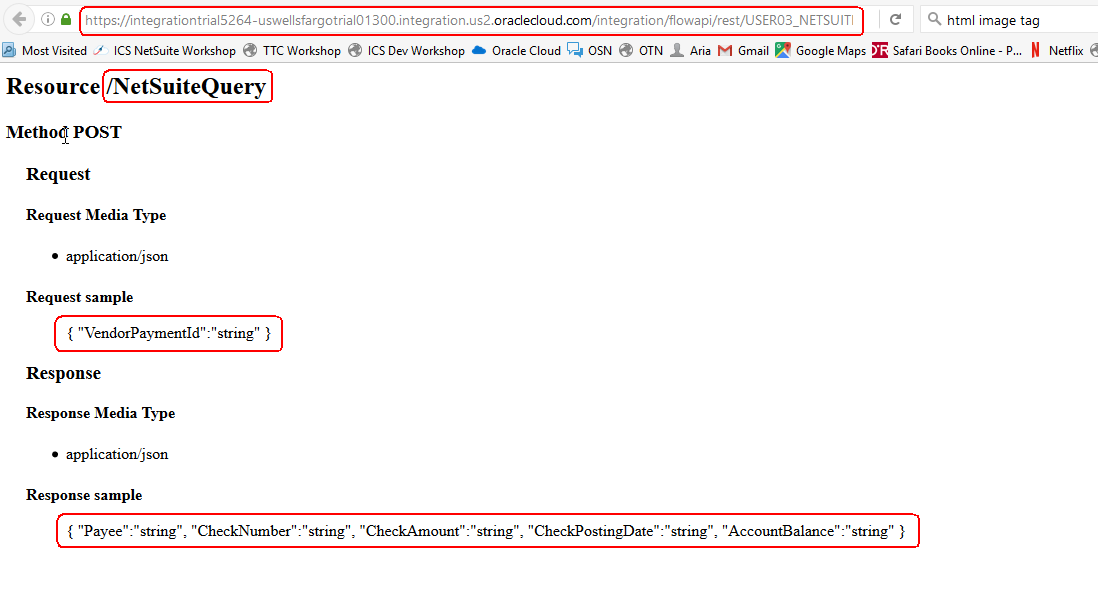 https://integrationtrial5264-uswellsfargotrial01300.integration.us2.oraclecloud.com/integration/flowapi/rest/USER03_NETSUIT
html image tag
Most Visited ICS NetSuite Workshop TTC Workshop ICS Dev Workshop Oracle Cloud OSN OTN Aria Gmail Google Maps Safari Books Online - P... Netflix
Resource /NetSuiteQuery
Method POST
Request
Request Media Type
• application/json
Request sample
{ "VendorPaymentId":"string" }
Response
Response Media Type
• application/json
Response sample
{ "Payee":"string", "CheckNumber":"string", "CheckAmount":"string", "CheckPostingDate":"string", "AccountBalance":"string" }